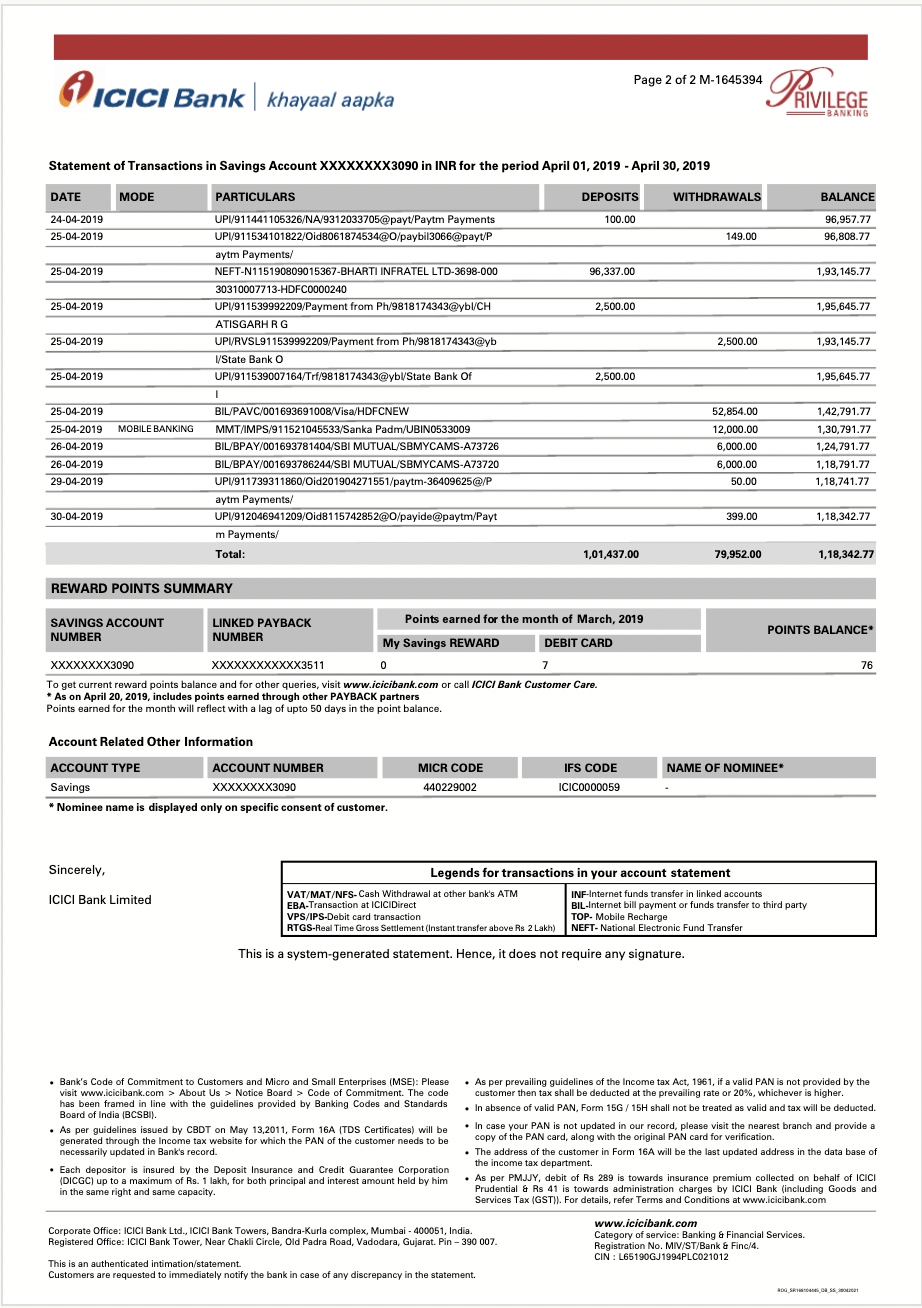 Page 2 of 2 M-1645394
ICICI Bank | khayaal aapka
PRIVILEGE
BANKING
Statement of Transactions in Savings Account XXXXXXXX3090 in INR for the period April 01, 2019 - April 30, 2019
DATE MODE PARTICULARS DEPOSITS WITHDRAWALS BALANCE
24-04-2019 UPI/911441105326/NA/9312033705@payt/Paytm Payments 100.00 96,957.77
25-04-2019 UPI/911534101822/Oid8061874534@O/paybil3066@payt/P 149.00 96,808.77
aytm Payments/
25-04-2019 NEFT-N115190809015367-BHARTI INFRATEL LTD-3698-000 96,337.00 1,93,145.77
30310007713-HDFC0000240
25-04-2019 UPI/911539992209/Payment from Ph/9818174343@ybl/CH 2,500.00 1,95,645.77
ATISGARH R G
25-04-2019 UPI/RVSL911539992209/Payment from Ph/9818174343@yb 2,500.00 1,93,145.77
l/State Bank O
25-04-2019 UPI/911539007164/Trf/9818174343@ybl/State Bank Of 2,500.00 1,95,645.77
I
25-04-2019 BIL/PAVC/001693691008/Visa/HDFCNEW 52,854.00 1,42,791.77
25-04-2019 MOBILE BANKING MMT/IMPS/911521045533/Sanka Padm/UBIN0533009 12,000.00 1,30,791.77
26-04-2019 BIL/BPAY/001693781404/SBI MUTUAL/SBMYCAMS-A73726 6,000.00 1,24,791.77
26-04-2019 BIL/BPAY/001693786244/SBI MUTUAL/SBMYCAMS-A73720 6,000.00 1,18,791.77
29-04-2019 UPI/911739311860/Oid201904271551/paytm-36409625@/P 50.00 1,18,741.77
aytm Payments/
30-04-2019 UPI/912046941209/Oid8115742852@O/payide@paytm/Payt 399.00 1,18,342.77
m Payments/
Total: 1,01,437.00 79,952.00 1,18,342.77
REWARD POINTS SUMMARY
SAVINGS ACCOUNT NUMBER LINKED PAYBACK NUMBER Points earned for the month of March, 2019 POINTS BALANCE*
My Savings REWARD DEBIT CARD
XXXXXXXX3090 XXXXXXXXXXXX3511 0 7 76
To get current reward points balance and for other queries, visit www.icicibank.com or call ICICI Bank Customer Care.
* As on April 20, 2019, includes points earned through other PAYBACK partners
Points earned for the month will reflect with a lag of upto 50 days in the point balance.
Account Related Other Information
ACCOUNT TYPE ACCOUNT NUMBER MICR CODE IFS CODE NAME OF NOMINEE*
Savings XXXXXXXX3090 440229002 ICIC0000059 -
* Nominee name is displayed only on specific consent of customer.
Sincerely,
ICICI Bank Limited
Legends for transactions in your account statement
VAT/MAT/NFS- Cash Withdrawal at other bank's ATM
EBA-Transaction at ICICIDirect
VPS/IPS-Debit card transaction
RTGS-Real Time Gross Settlement (Instant transfer above Rs 2 Lakh)
INF-Internet funds transfer in linked accounts
BIL-Internet bill payment or funds transfer to third party
TOP- Mobile Recharge
NEFT- National Electronic Fund Transfer
This is a system-generated statement. Hence, it does not require any signature.
• Bank's Code of Commitment to Customers and Micro and Small Enterprises (MSE): Please
visit www.icicibank.com > About Us > Notice Board > Code of Commitment. The code
has been framed in line with the guidelines provided by Banking Codes and Standards
Board of India (BCSBI).
• As per guidelines issued by CBDT on May 13,2011, Form 16A (TDS Certificates) will be
generated through the Income tax website for which the PAN of the customer needs to be
necessarily updated in Bank's record.
• Each depositor is insured by the Deposit Insurance and Credit Guarantee Corporation
(DICGC) up to a maximum of Rs. 1 lakh, for both principal and interest amount held by him
in the same right and same capacity.
• As per prevailing guidelines of the Income tax Act, 1961, if a valid PAN is not provided by the
customer then tax shall be deducted at the prevailing rate or 20%, whichever is higher.
• In absence of valid PAN, Form 15G / 15H shall not be treated as valid and tax will be deducted.
• In case your PAN is not updated in our record, please visit the nearest branch and provide a
copy of the PAN card, along with the original PAN card for verification.
• The address of the customer in Form 16A will be the last updated address in the data base of
the income tax department.
• As per PMJJY, debit of Rs 289 is towards insurance premium collected on behalf of ICICI
Prudential & Rs 41 is towards administration charges by ICICI Bank (including Goods and
Services Tax (GST)). For details, refer Terms and Conditions at www.icicibank.com
Corporate Office: ICICI Bank Ltd., ICICI Bank Towers, Bandra-Kurla complex, Mumbai - 400051, India.
Registered Office: ICICI Bank Tower, Near Chakli Circle, Old Padra Road, Vadodara, Gujarat. Pin – 390 007.
This is an authenticated intimation/statement.
Customers are requested to immediately notify the bank in case of any discrepancy in the statement.
www.icicibank.com
Category of service: Banking & Financial Services.
Registration No. MIV/ST/Bank & Finc/4.
CIN : L65190GJ1994PLC021012